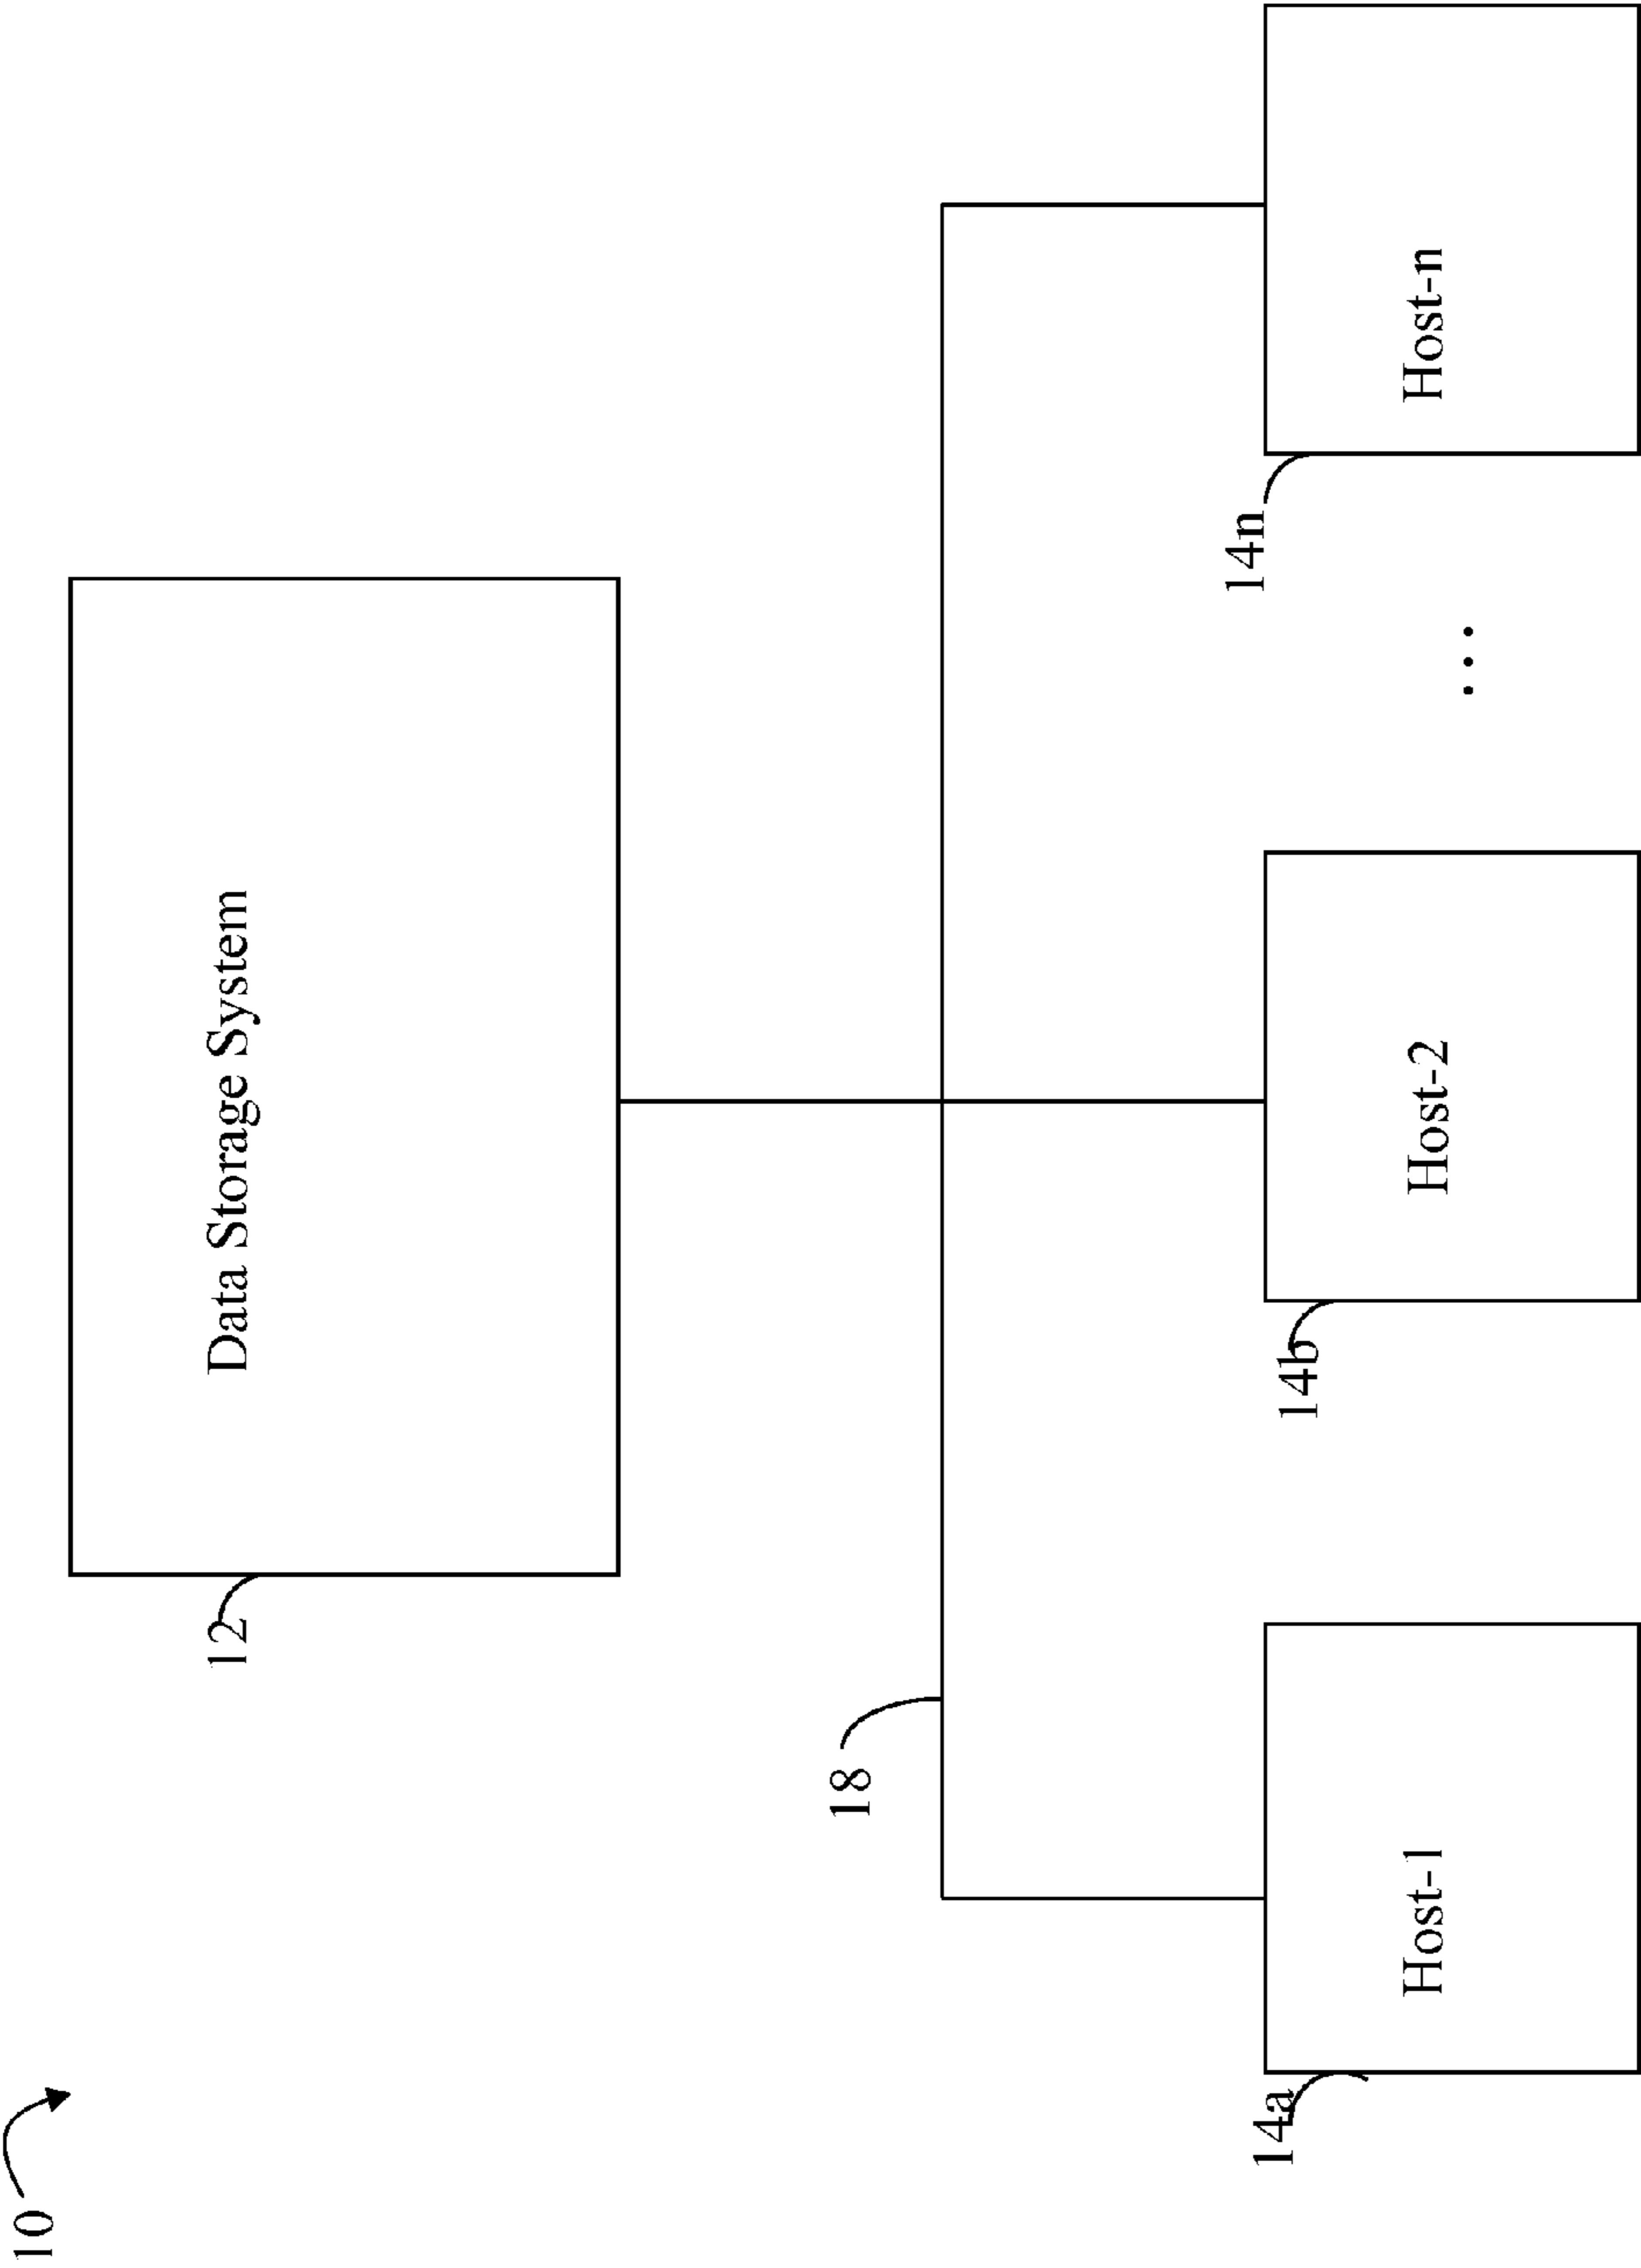 10
12
Data Storage System
18
14a
Host-1
14b
Host-2
...
14n
Host-n